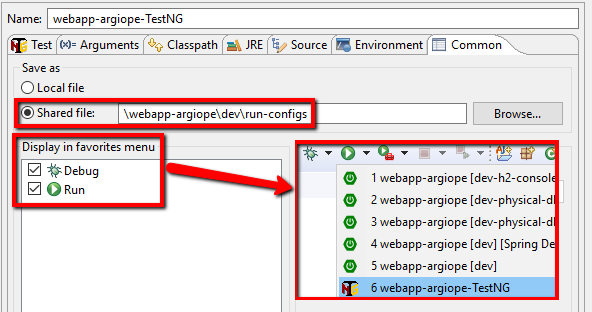 Name: webapp-argiope-TestNG
Test (x)= Arguments Classpath JRE Source Environment Common
Save as
Local file
Shared file: \webapp-argiope\dev\run-configs Browse...
Display in favorites menu
Debug
Run
1 webapp-argiope [dev-h2-console
2 webapp-argiope [dev-physical-d
3 webapp-argiope [dev-physical-d
4 webapp-argiope [dev] [Spring De
5 webapp-argiope [dev]
6 webapp-argiope-TestNG